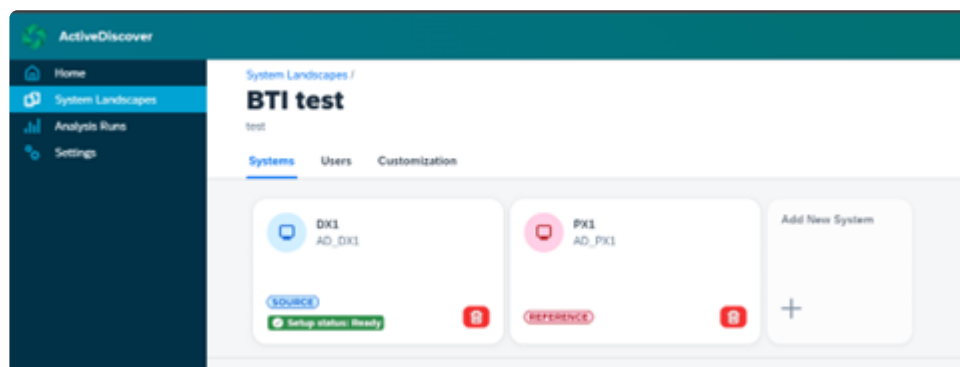 ActiveDiscover
Home
System Landscapes
Analysis Runs
Settings
System Landscapes /
BTI test
test
Systems Users Customization
DX1
AD_DX1
SOURCE
Setup status: Ready
PX1
AD_PX1
REFERENCE
Add New System
+